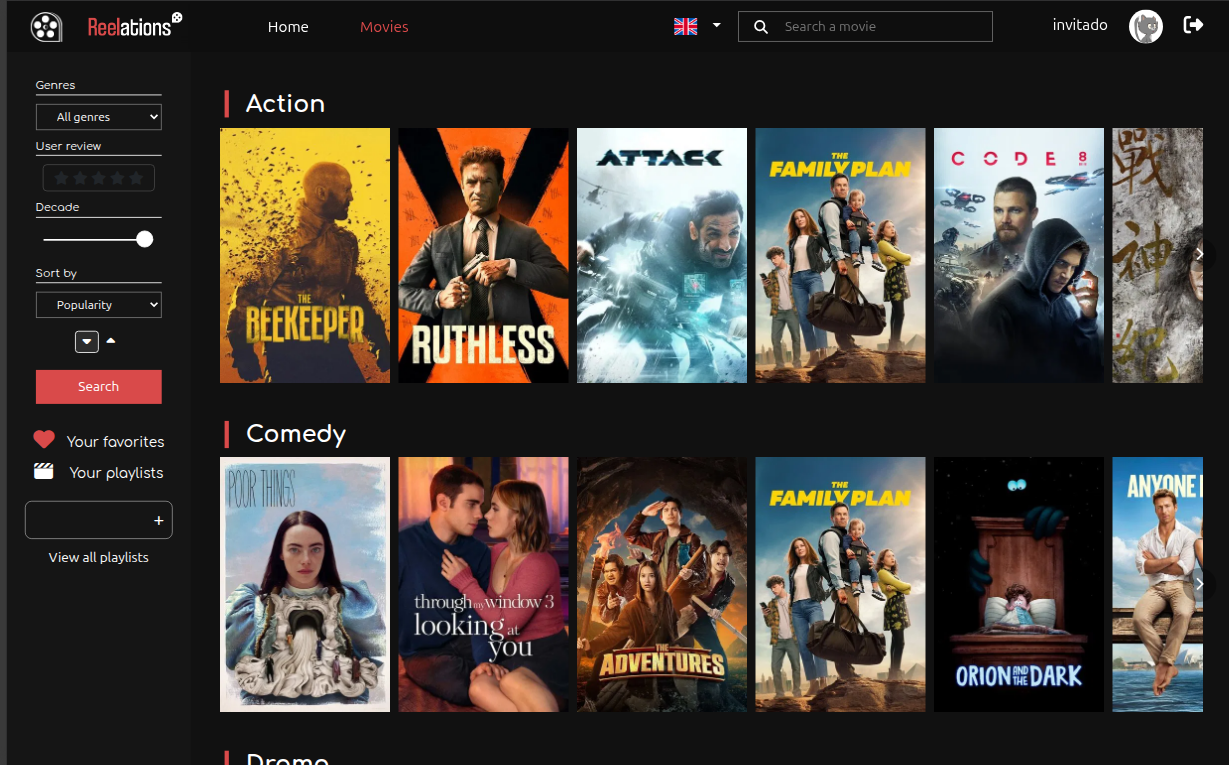 Reelations
Home
Movies
Search a movie
invitado
Genres
All genres
User review
Decade
Sort by
Popularity
Search
Your favorites
Your playlists
+
View all playlists
Action
THE
BEEKEEPER
RUTHLESS
ATTACK
THE
FAMILY PLAN
CODE 8
戰
神
Comedy
POOR THINGS
through my window 3
looking at
you
THE
ADVENTURES
THE
FAMILY PLAN
ORION AND THE DARK
ANYONE
Drama